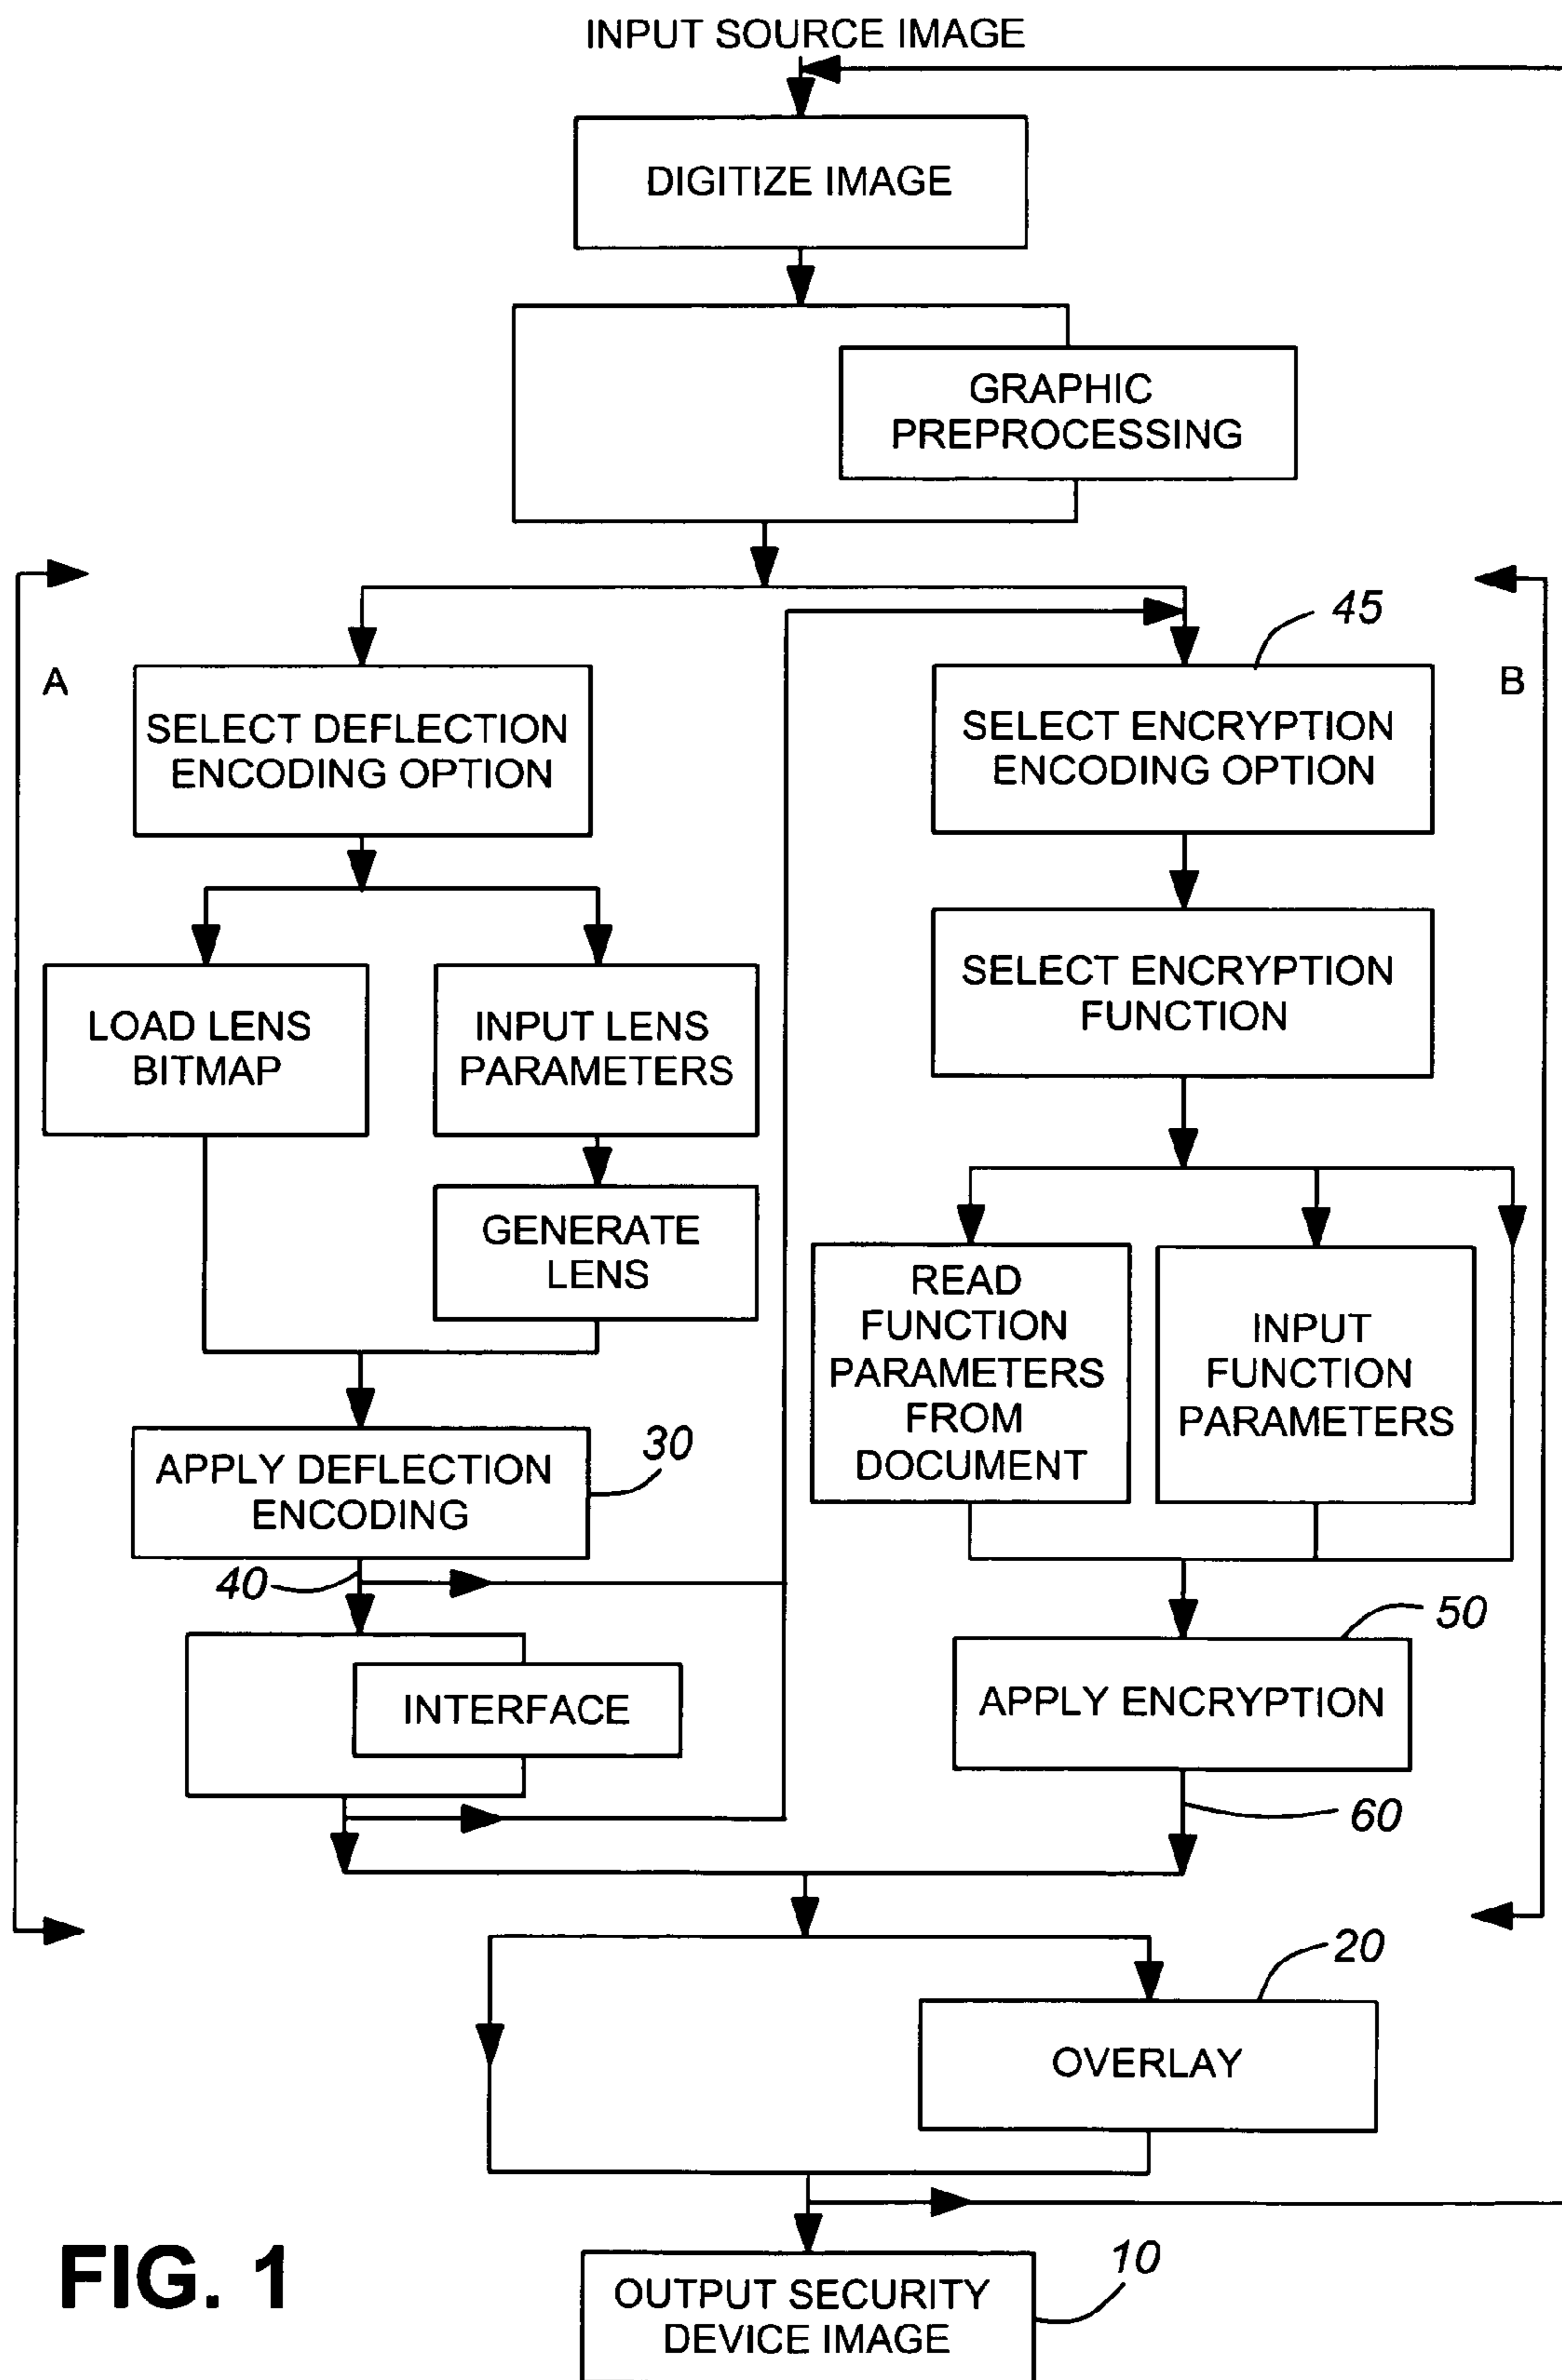 INPUT SOURCE IMAGE
DIGITIZE IMAGE
GRAPHIC
PREPROCESSING
A
B
45
SELECT DEFLECTION
ENCODING OPTION
SELECT ENCRYPTION
ENCODING OPTION
LOAD LENS
BITMAP
INPUT LENS
PARAMETERS
SELECT ENCRYPTION
FUNCTION
GENERATE
LENS
READ
FUNCTION
PARAMETERS
FROM
DOCUMENT
INPUT
FUNCTION
PARAMETERS
APPLY DEFLECTION
ENCODING
30
40
INTERFACE
50
APPLY ENCRYPTION
60
20
OVERLAY
10
OUTPUT SECURITY
DEVICE IMAGE
FIG. 1